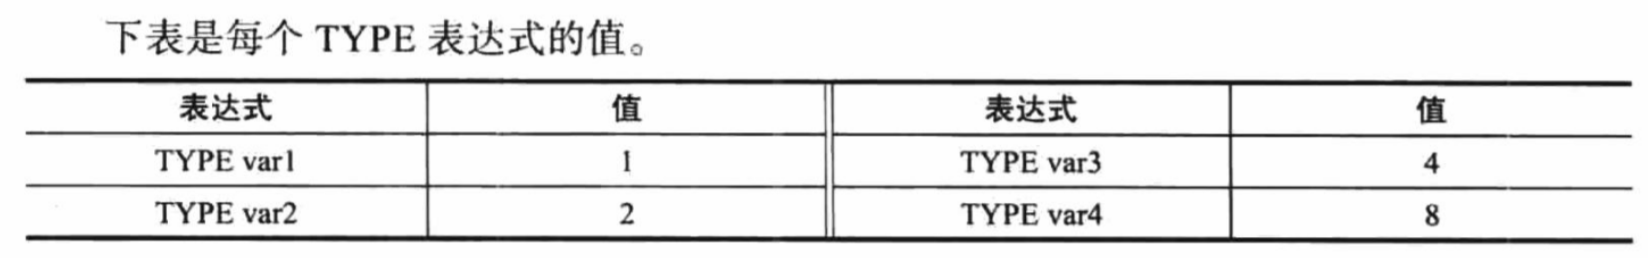 下表是每个 TYPE 表达式的值。
表达式 值 表达式 值
TYPE var1 1 TYPE var3 4
TYPE var2 2 TYPE var4 8